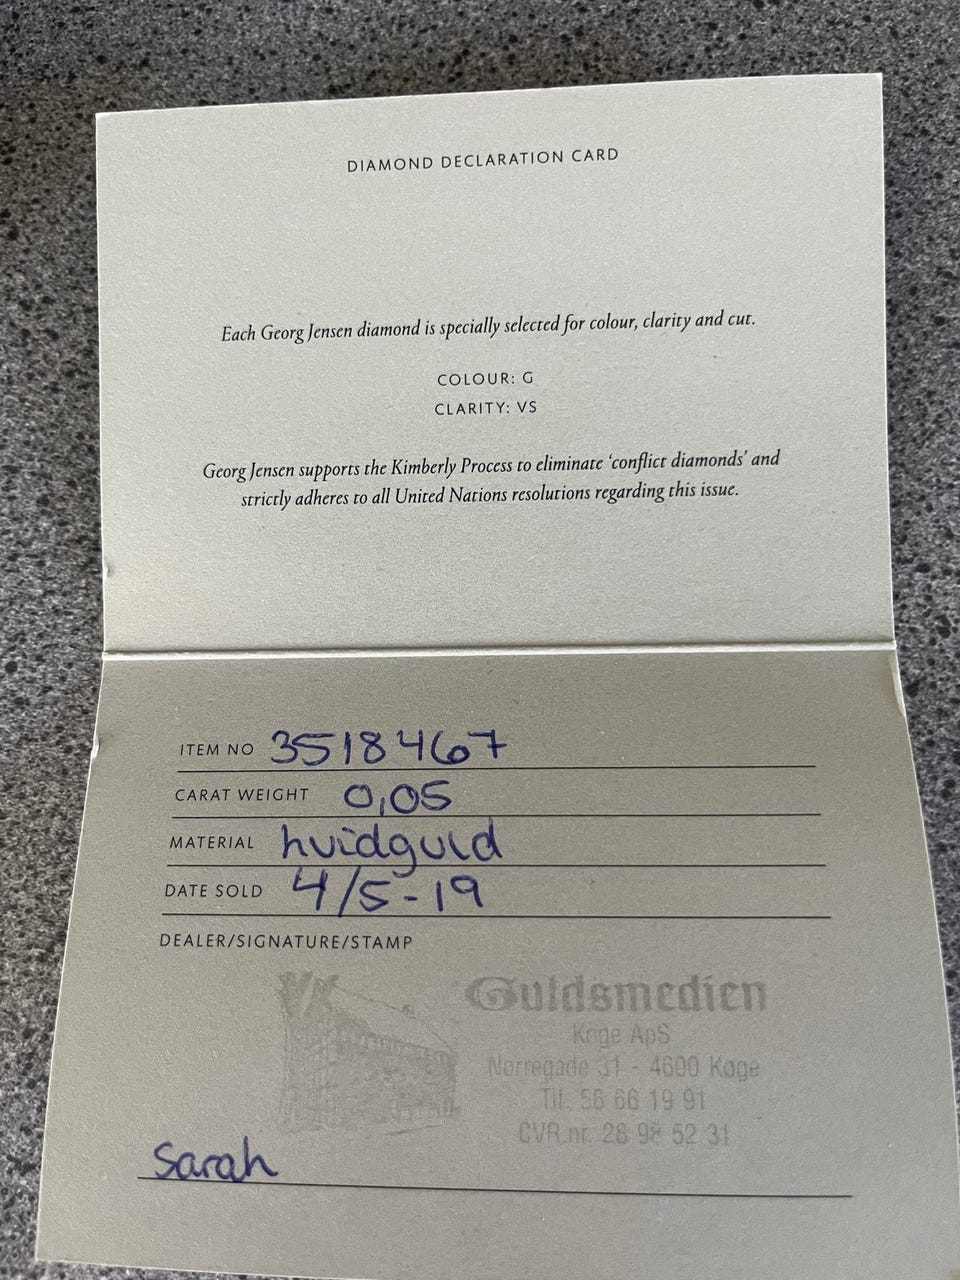 DIAMOND DECLARATION CARD
Each Georg Jensen diamond is specially selected for colour, clarity and cut.
COLOUR: G
CLARITY: VS
Georg Jensen supports the Kimberly Process to eliminate ‘conflict diamonds’ and
strictly adheres to all United Nations resolutions regarding this issue.
ITEM NO 3518467
CARAT WEIGHT 0,05
MATERIAL hvidguld
DATE SOLD 4/5-19
DEALER/SIGNATURE/STAMP
Guldsmedien
Køge ApS
Nørregade 31 - 4600 Køge
Tlf. 56 66 19 91
CVR.nr. 28 98 52 31
Sarah